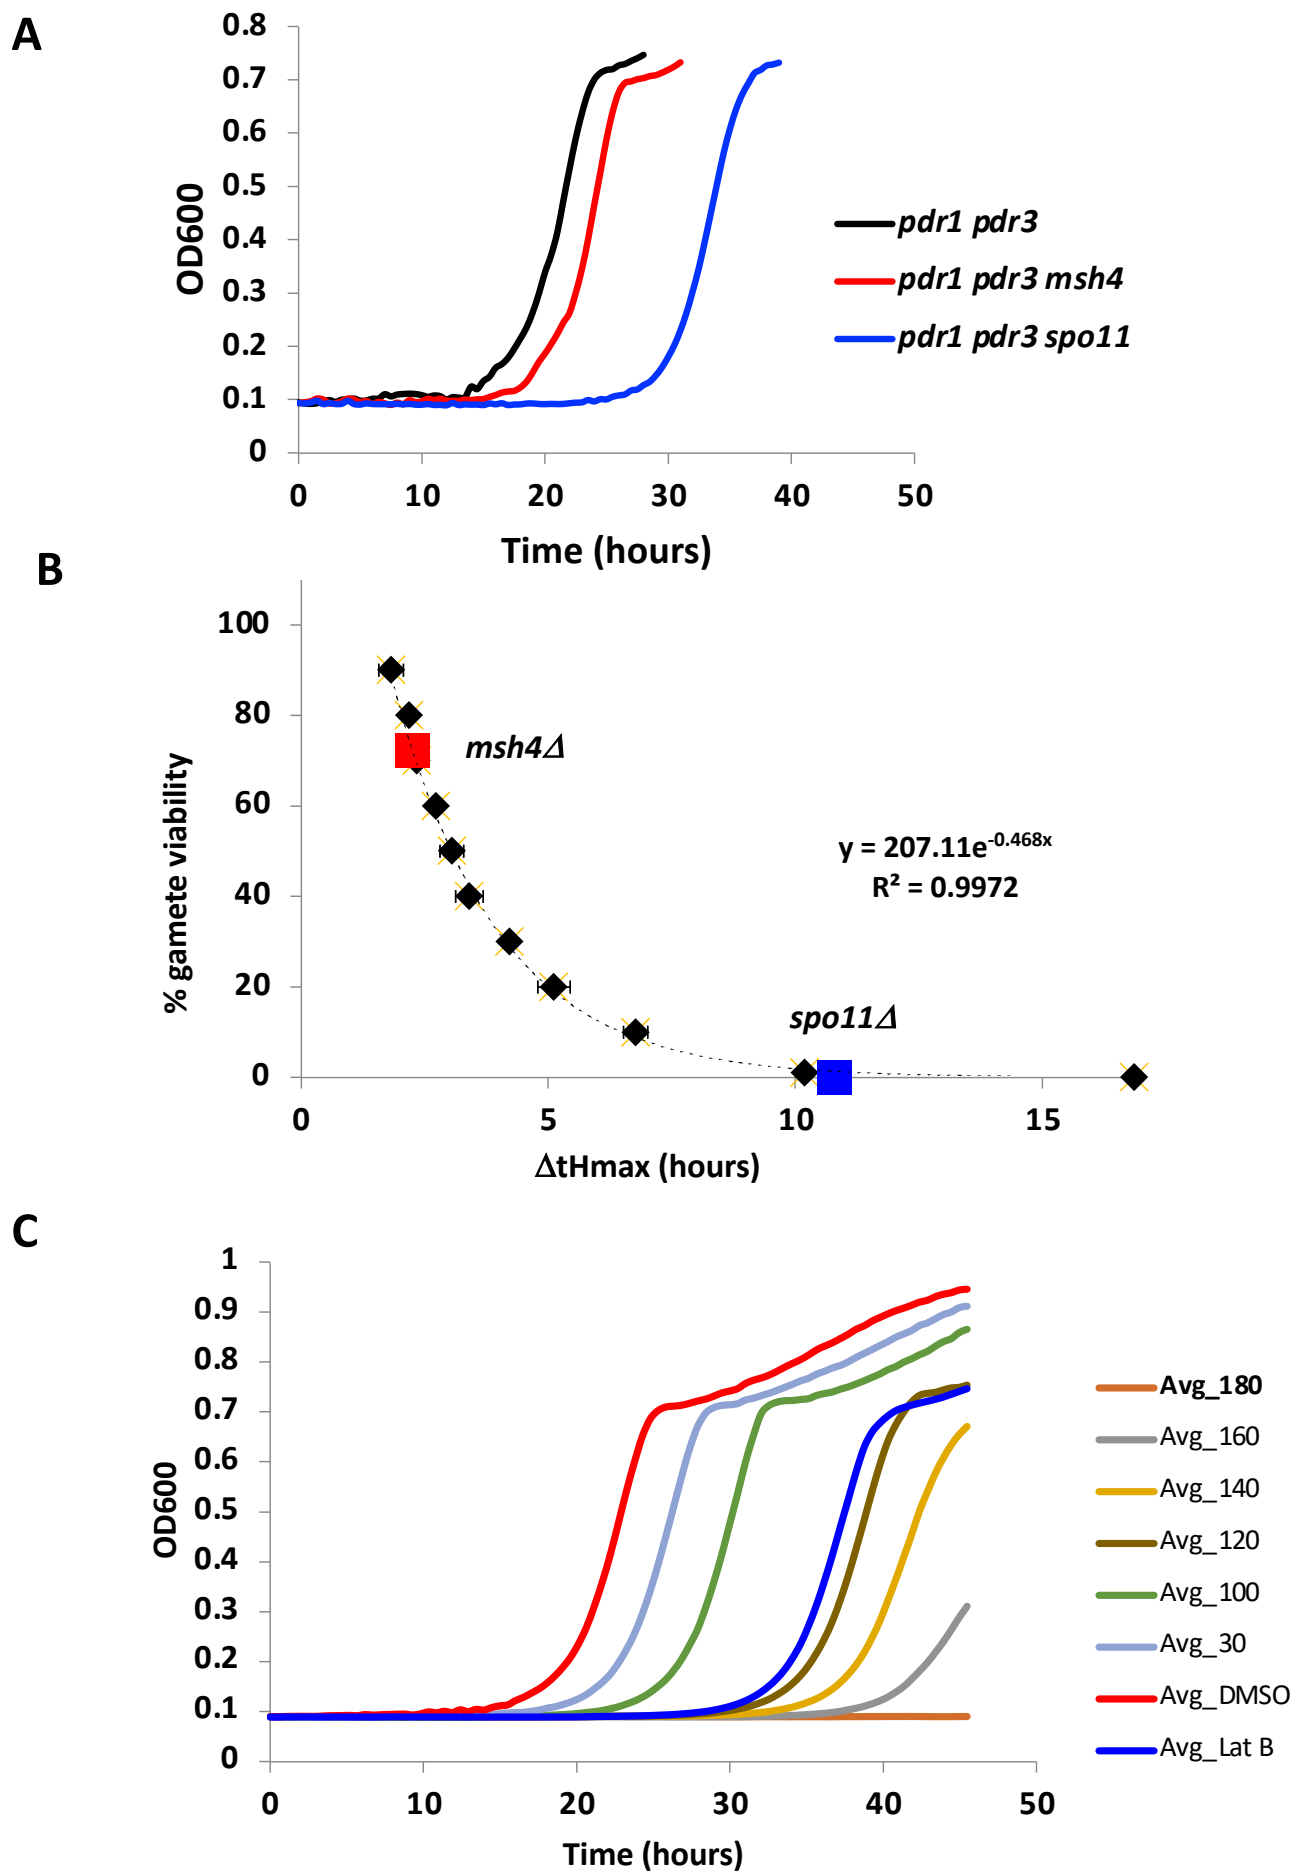 A
0.8
0.7
0.6
0.5
0.4
0.3
0.2
0.1
0
OD600
pdr1 pdr3
pdr1 pdr3 msh4
pdr1 pdr3 spo11
0 10 20 30 40 50
Time (hours)
B
100
80
60
40
20
0
% gamete viability
msh4Δ
y = 207.11e^-0.468x
R² = 0.9972
spo11Δ
0 5 10 15
ΔtHmax (hours)
C
1
0.9
0.8
0.7
0.6
0.5
0.4
0.3
0.2
0.1
0
OD600
Avg_180
Avg_160
Avg_140
Avg_120
Avg_100
Avg_30
Avg_DMSO
Avg_Lat B
0 10 20 30 40 50
Time (hours)